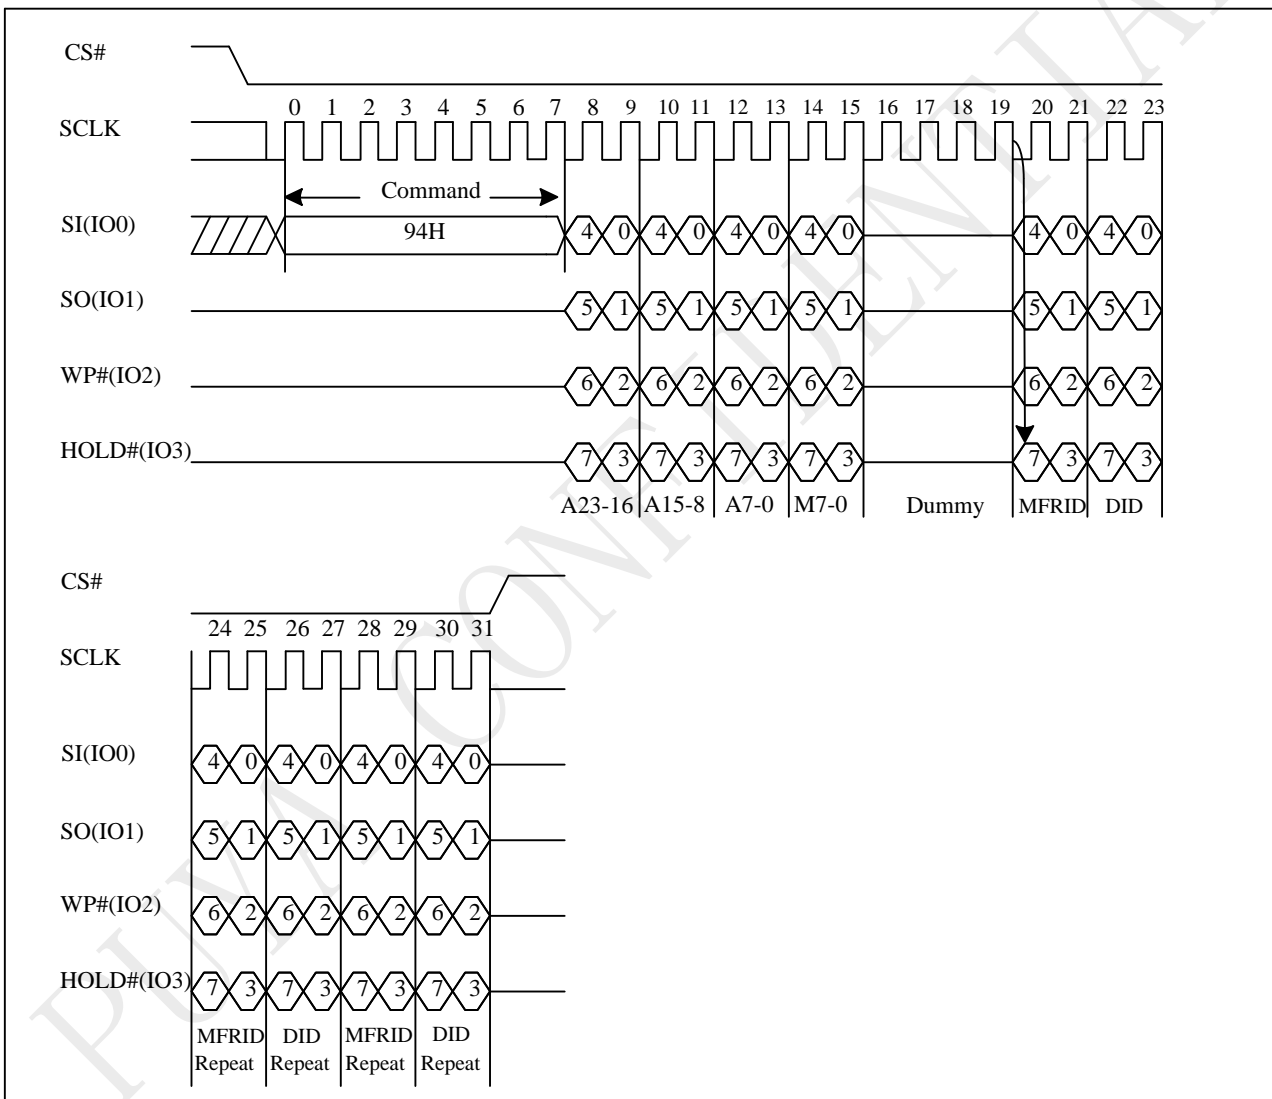 CS#
0 1 2 3 4 5 6 7 8 9 10 11 12 13 14 15 16 17 18 19 20 21 22 23
SCLK
Command
SI(IO0) 94H 4 0 4 0 4 0 4 0 4 0 4 0
SO(IO1) 5 1 5 1 5 1 5 1 5 1 5 1
WP#(IO2) 6 2 6 2 6 2 6 2 6 2 6 2
HOLD#(IO3) 7 3 7 3 7 3 7 3 7 3 7 3
A23-16 A15-8 A7-0 M7-0 Dummy MFRID DID
CS#
24 25 26 27 28 29 30 31
SCLK
SI(IO0) 4 0 4 0 4 0 4 0
SO(IO1) 5 1 5 1 5 1 5 1
WP#(IO2) 6 2 6 2 6 2 6 2
HOLD#(IO3) 7 3 7 3 7 3 7 3
MFRID DID MFRID DID
Repeat Repeat Repeat Repeat
PUYA CONFIDENTIAL